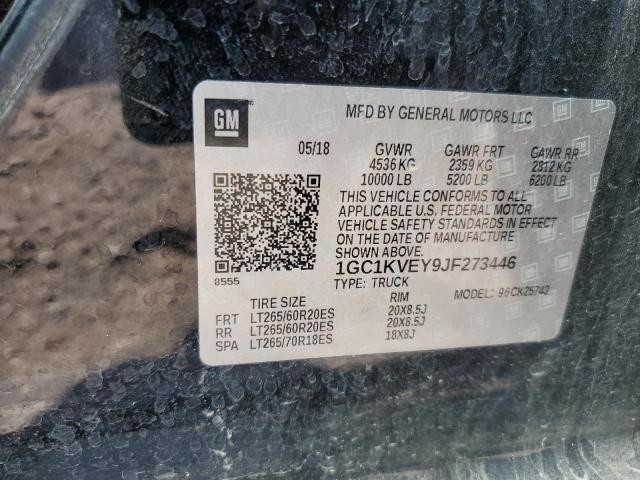 GM
MFD BY GENERAL MOTORS LLC
05/18 GVWR GAWR FRT GAWR RR
4536 KG 2359 KG 2812 KG
10000 LB 5200 LB 6200 LB
THIS VEHICLE CONFORMS TO ALL
APPLICABLE U.S. FEDERAL MOTOR
VEHICLE SAFETY STANDARDS IN EFFECT
ON THE DATE OF MANUFACTURE
SHOWN ABOVE.
8555
1GC1KVEY9JF273446
TYPE: TRUCK MODEL: 96CK25743
TIRE SIZE RIM
FRT LT265/60R20ES 20X8.5J
RR LT265/60R20ES 20X8.5J
SPA LT265/70R18ES 18X8J